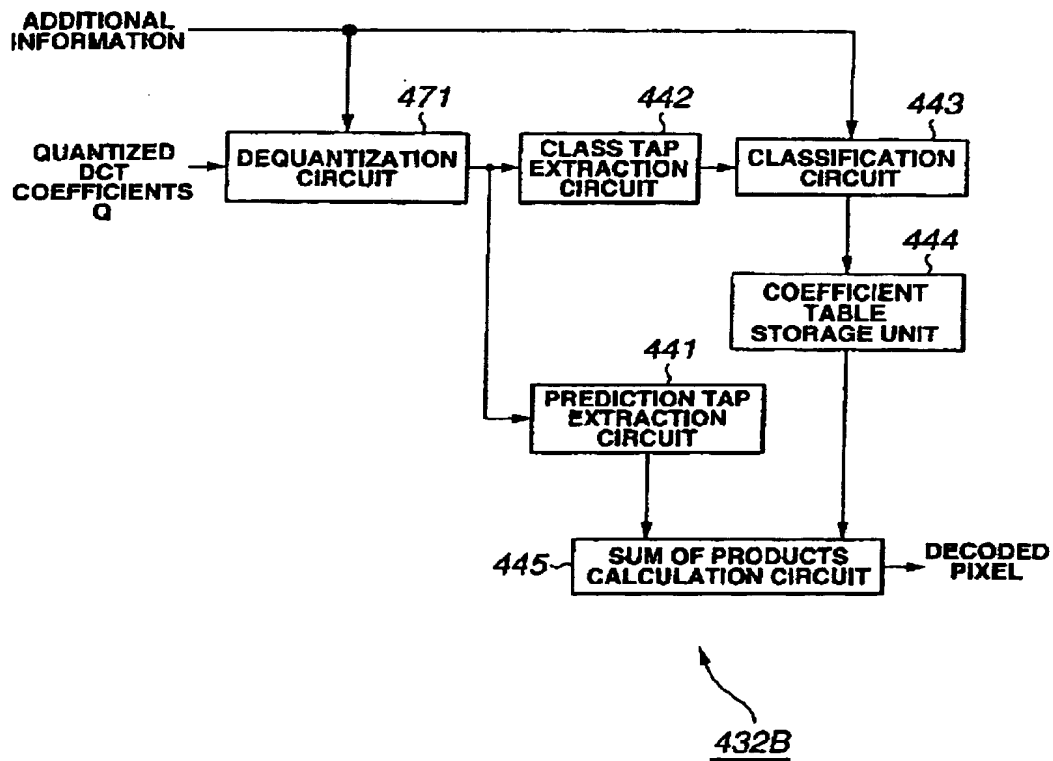 ADDITIONAL
INFORMATION
471
442
443
QUANTIZED
DCT
COEFFICIENTS
Q
DEQUANTIZATION
CIRCUIT
CLASS TAP
EXTRACTION
CIRCUIT
CLASSIFICATION
CIRCUIT
444
COEFFICIENT
TABLE
STORAGE UNIT
441
PREDICTION TAP
EXTRACTION
CIRCUIT
445
SUM OF PRODUCTS
CALCULATION CIRCUIT
DECODED
PIXEL
432B